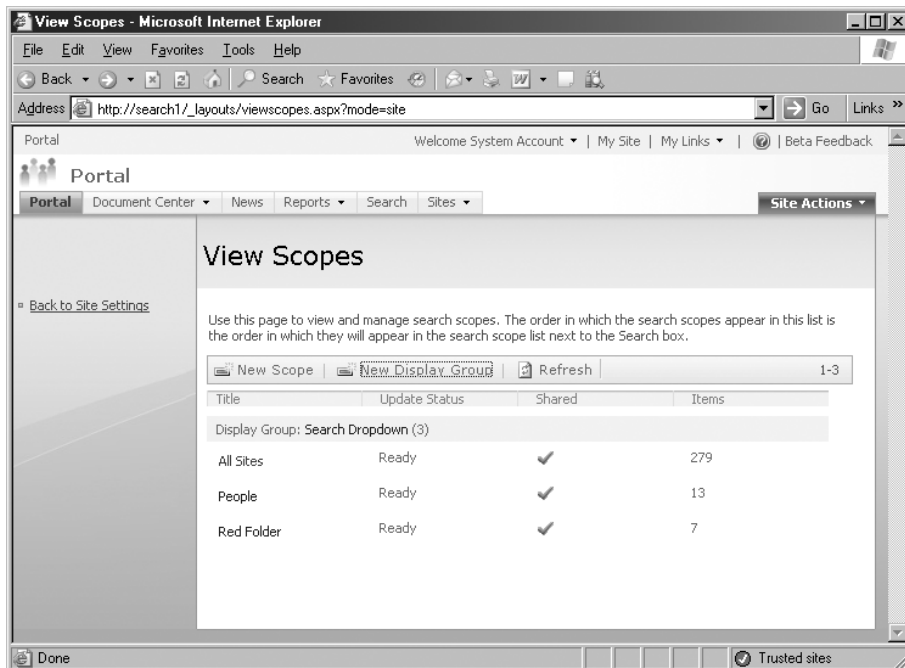 View Scopes - Microsoft Internet Explorer
File Edit View Favorites Tools Help
Back Search Favorites
Address http://search1/_layouts/viewscopes.aspx?mode=site Go Links »
Portal Welcome System Account | My Site | My Links | | Beta Feedback
Portal
Portal Document Center News Reports Search Sites Site Actions
View Scopes
Back to Site Settings
Use this page to view and manage search scopes. The order in which the search scopes appear in this list is
the order in which they will appear in the search scope list next to the Search box.
New Scope | New Display Group | Refresh | 1-3
Title Update Status Shared Items
Display Group: Search Dropdown (3)
All Sites Ready 279
People Ready 13
Red Folder Ready 7
Done Trusted sites